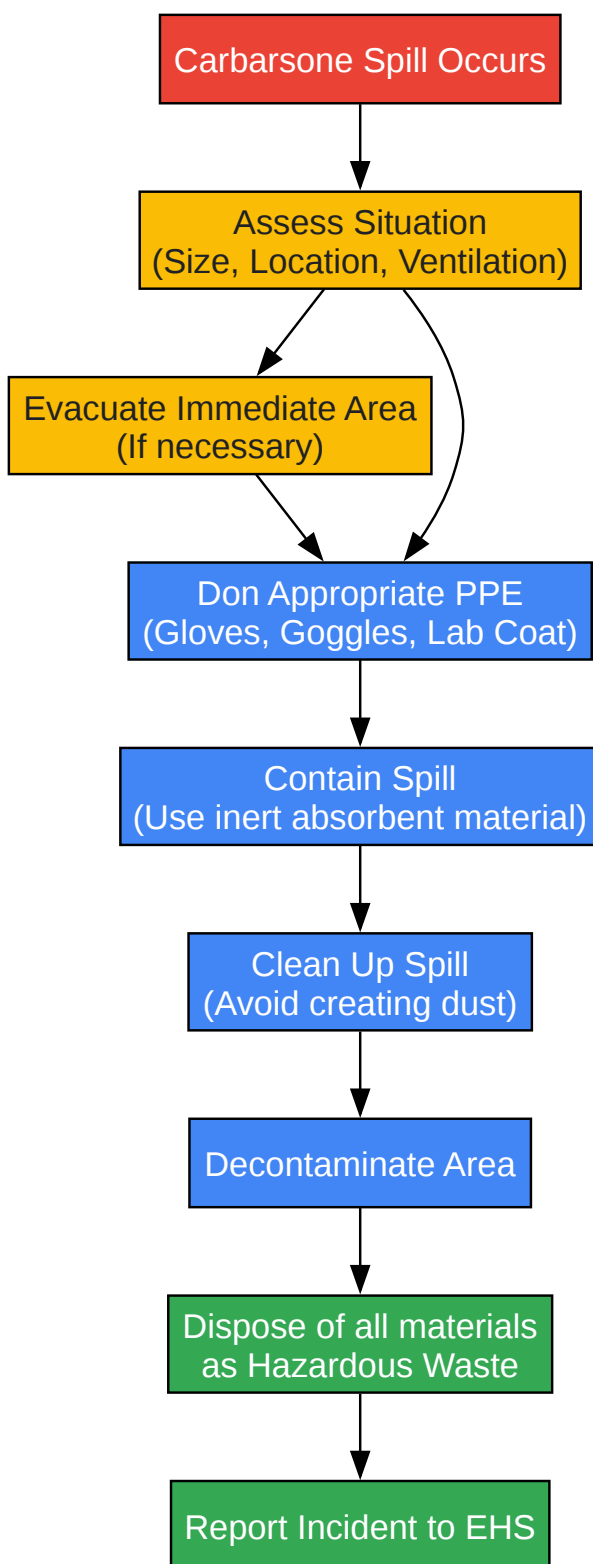 Carbarsone Spill Occurs
Assess Situation
(Size, Location, Ventilation)
Evacuate Immediate Area
(If necessary)
Don Appropriate PPE
(Gloves, Goggles, Lab Coat)
Contain Spill
(Use inert absorbent material)
Clean Up Spill
(Avoid creating dust)
Decontaminate Area
Dispose of all materials
as Hazardous Waste
Report Incident to EHS